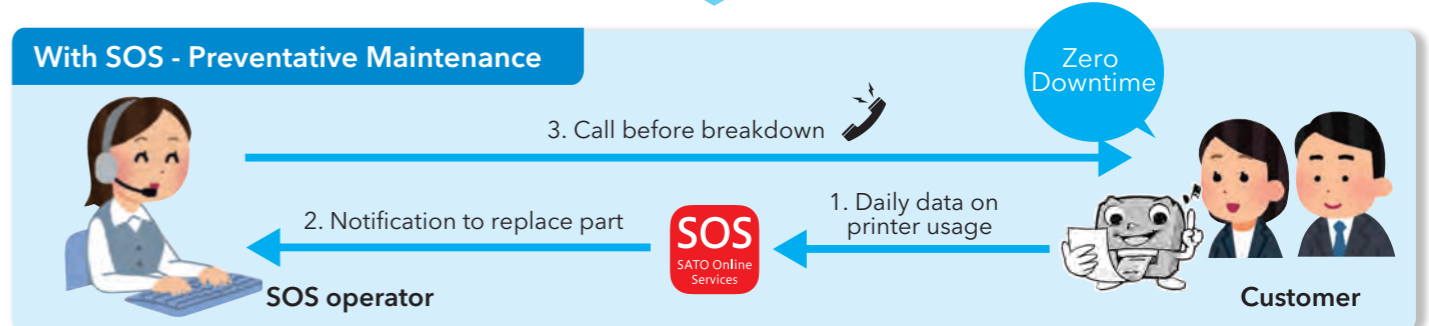 With SOS - Preventative Maintenance
Zero
Downtime
3. Call before breakdown
1. Daily data on
printer usage
2. Notification to replace part
SOS
SATO Online
Services
SOS operator
Customer